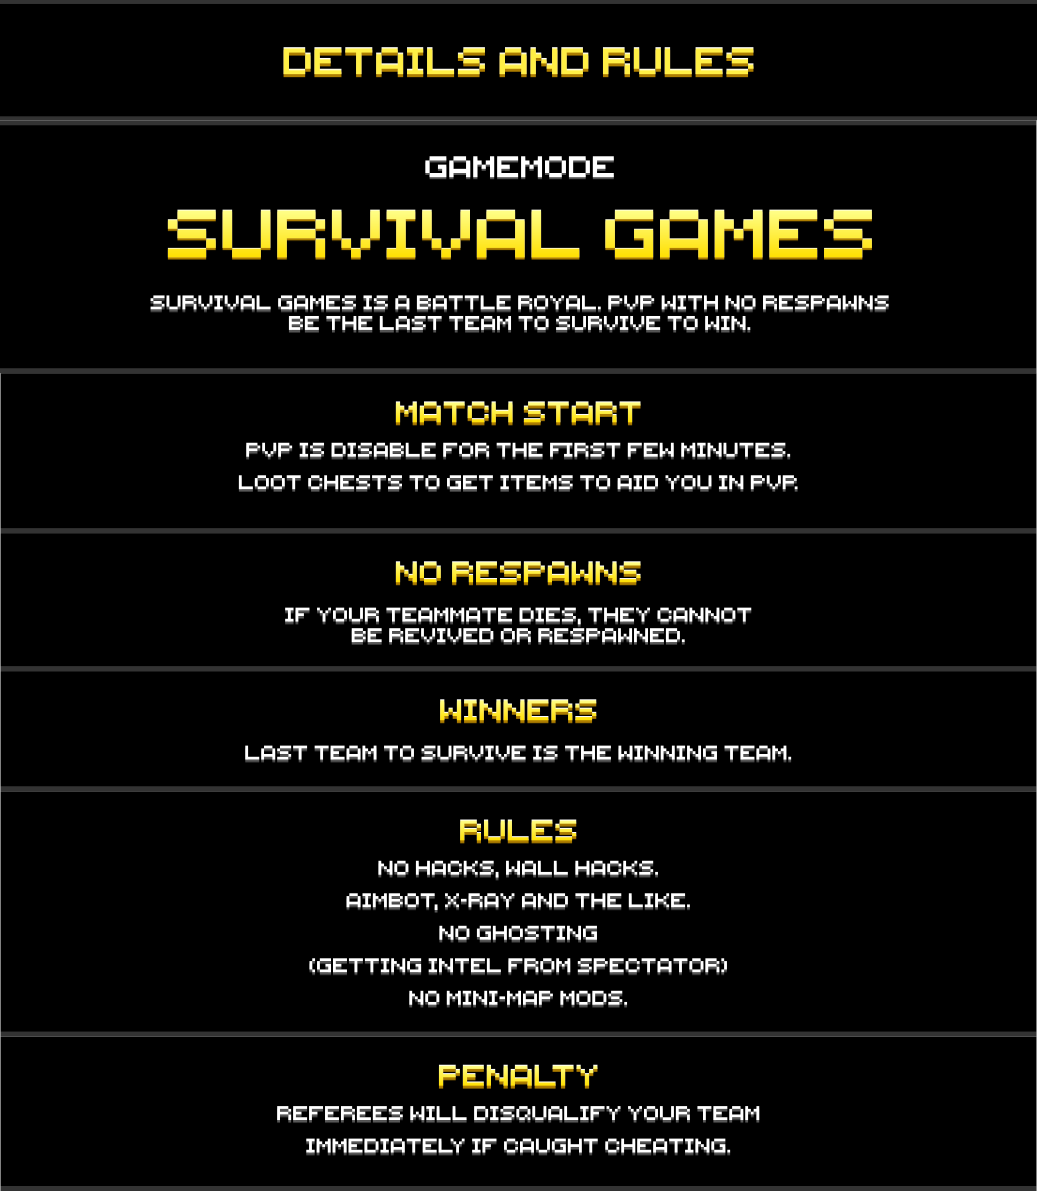 DETAILS AND RULES
GAMEMODE
SURVIVAL GAMES
SURVIVAL GAMES IS A BATTLE ROYAL. PVP WITH NO RESPAWNS
BE THE LAST TEAM TO SURVIVE TO WIN.
MATCH START
PVP IS DISABLE FOR THE FIRST FEW MINUTES.
LOOT CHESTS TO GET ITEMS TO AID YOU IN PVP.
NO RESPAWNS
IF YOUR TEAMMATE DIES, THEY CANNOT
BE REVIVED OR RESPAWNED.
WINNERS
LAST TEAM TO SURVIVE IS THE WINNING TEAM.
RULES
NO HACKS, WALL HACKS.
AIMBOT, X-RAY AND THE LIKE.
NO GHOSTING
(GETTING INTEL FROM SPECTATOR)
NO MINI-MAP MODS.
PENALTY
REFEREES WILL DISQUALIFY YOUR TEAM
IMMEDIATELY IF CAUGHT CHEATING.